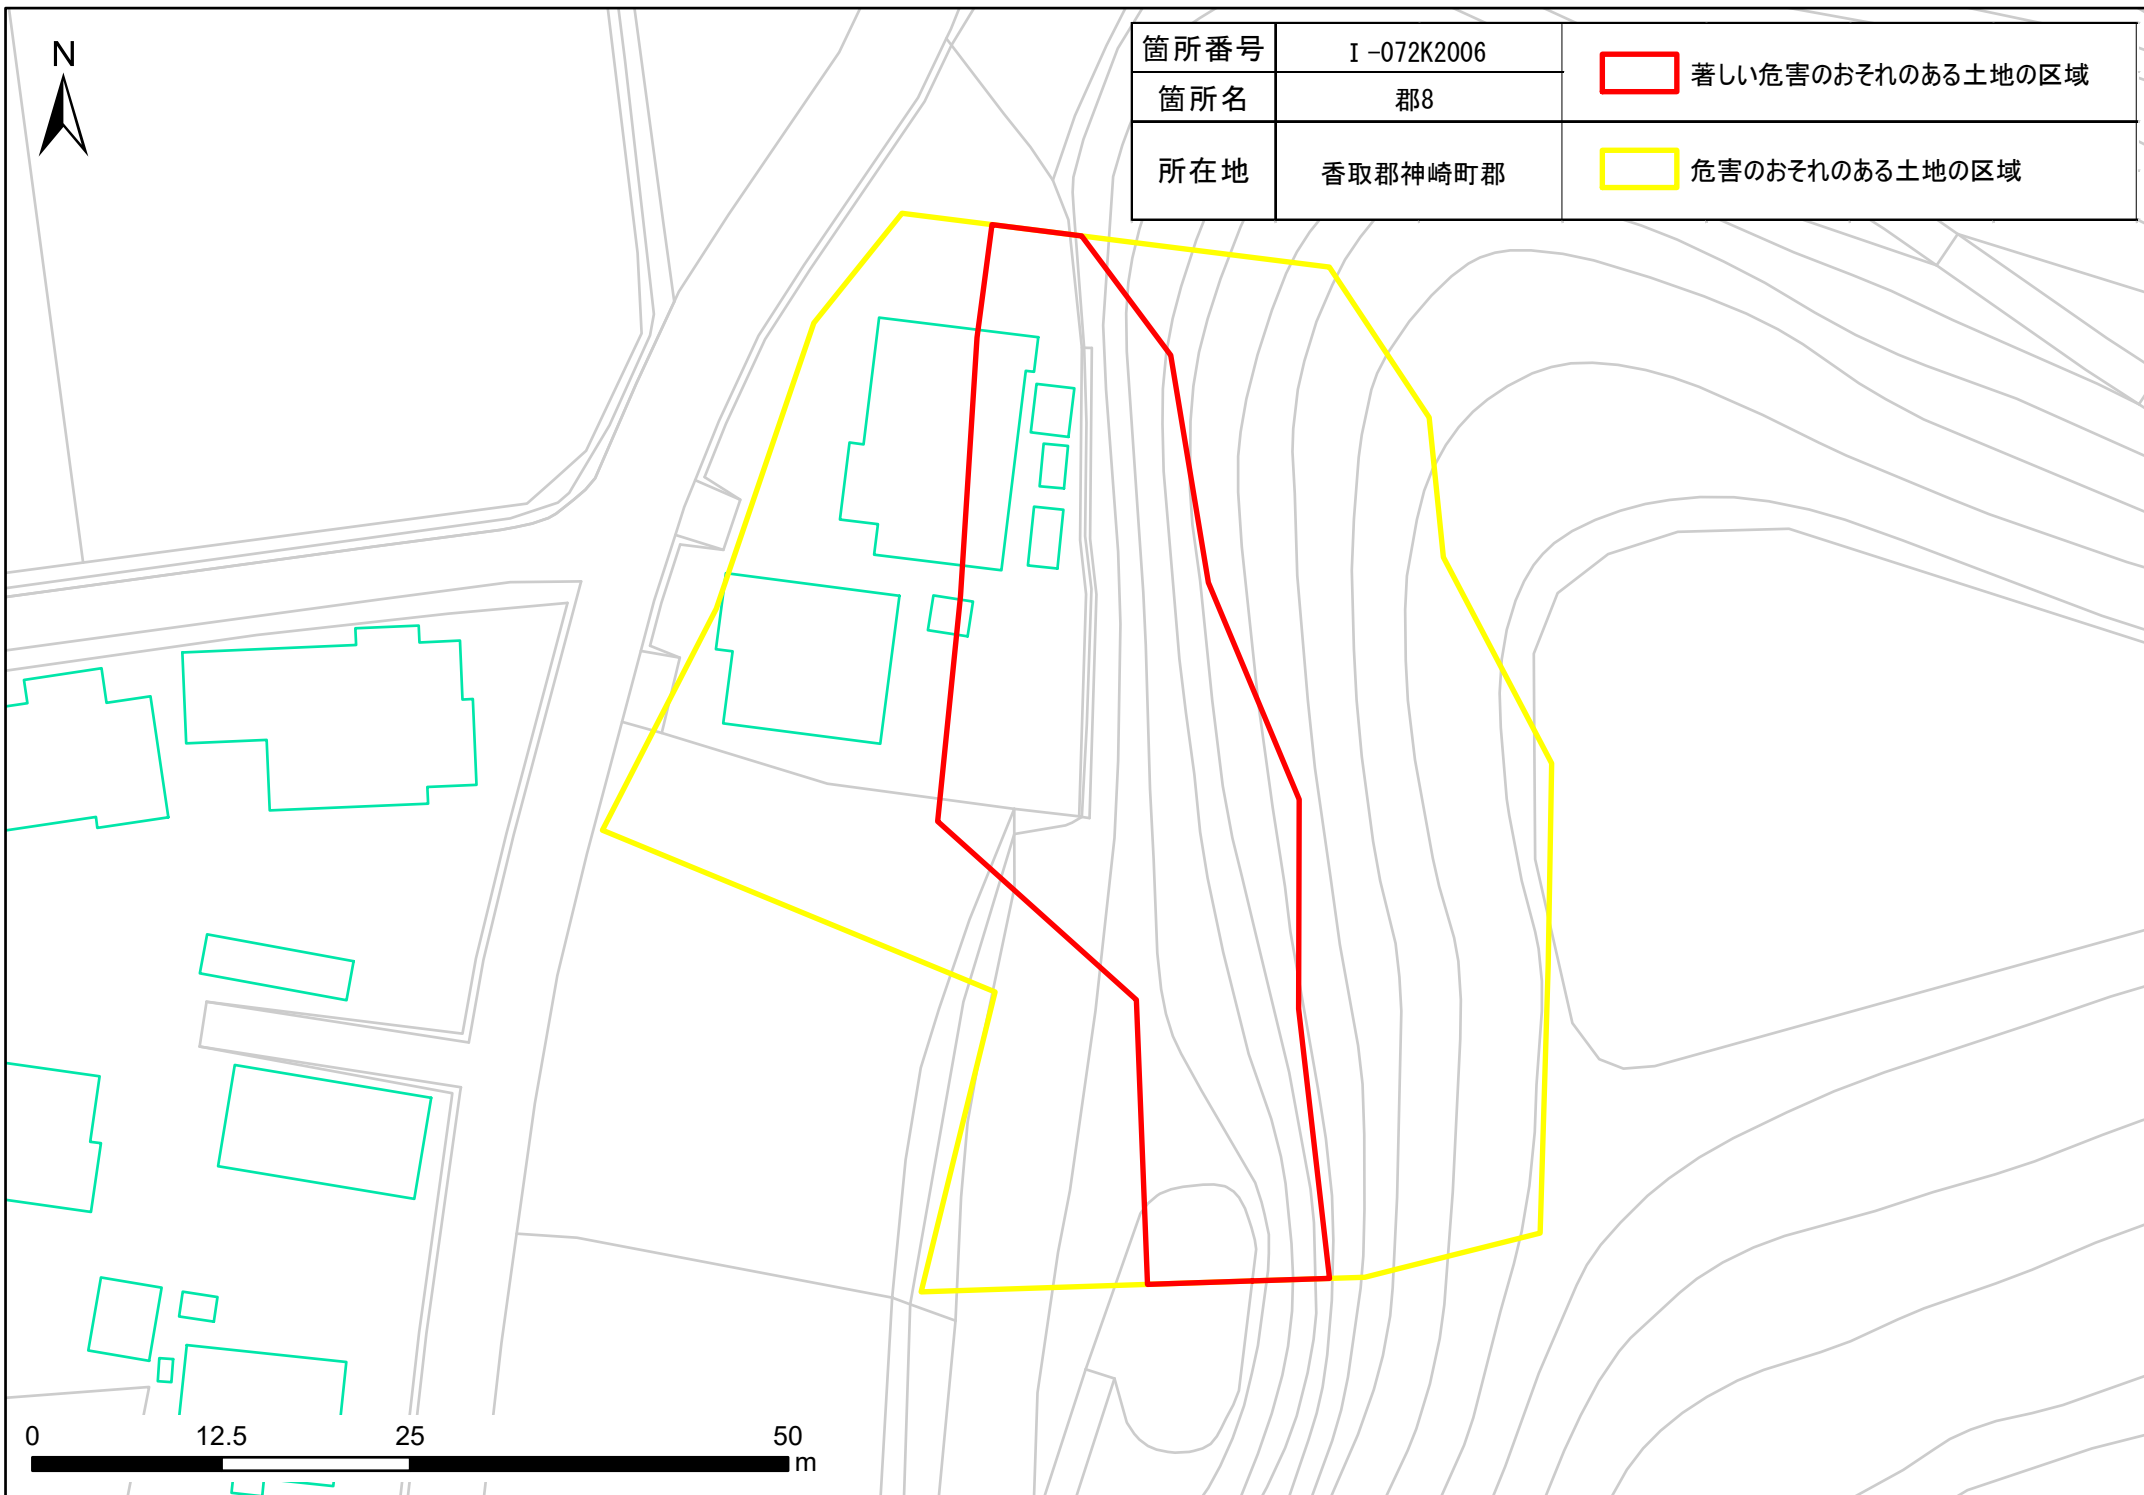 N
箇所番号 I-072K2006 著しい危害のおそれのある土地の区域
箇所名 郡8
所在地 香取郡神崎町郡 危害のおそれのある土地の区域
0 12.5 25 50
m